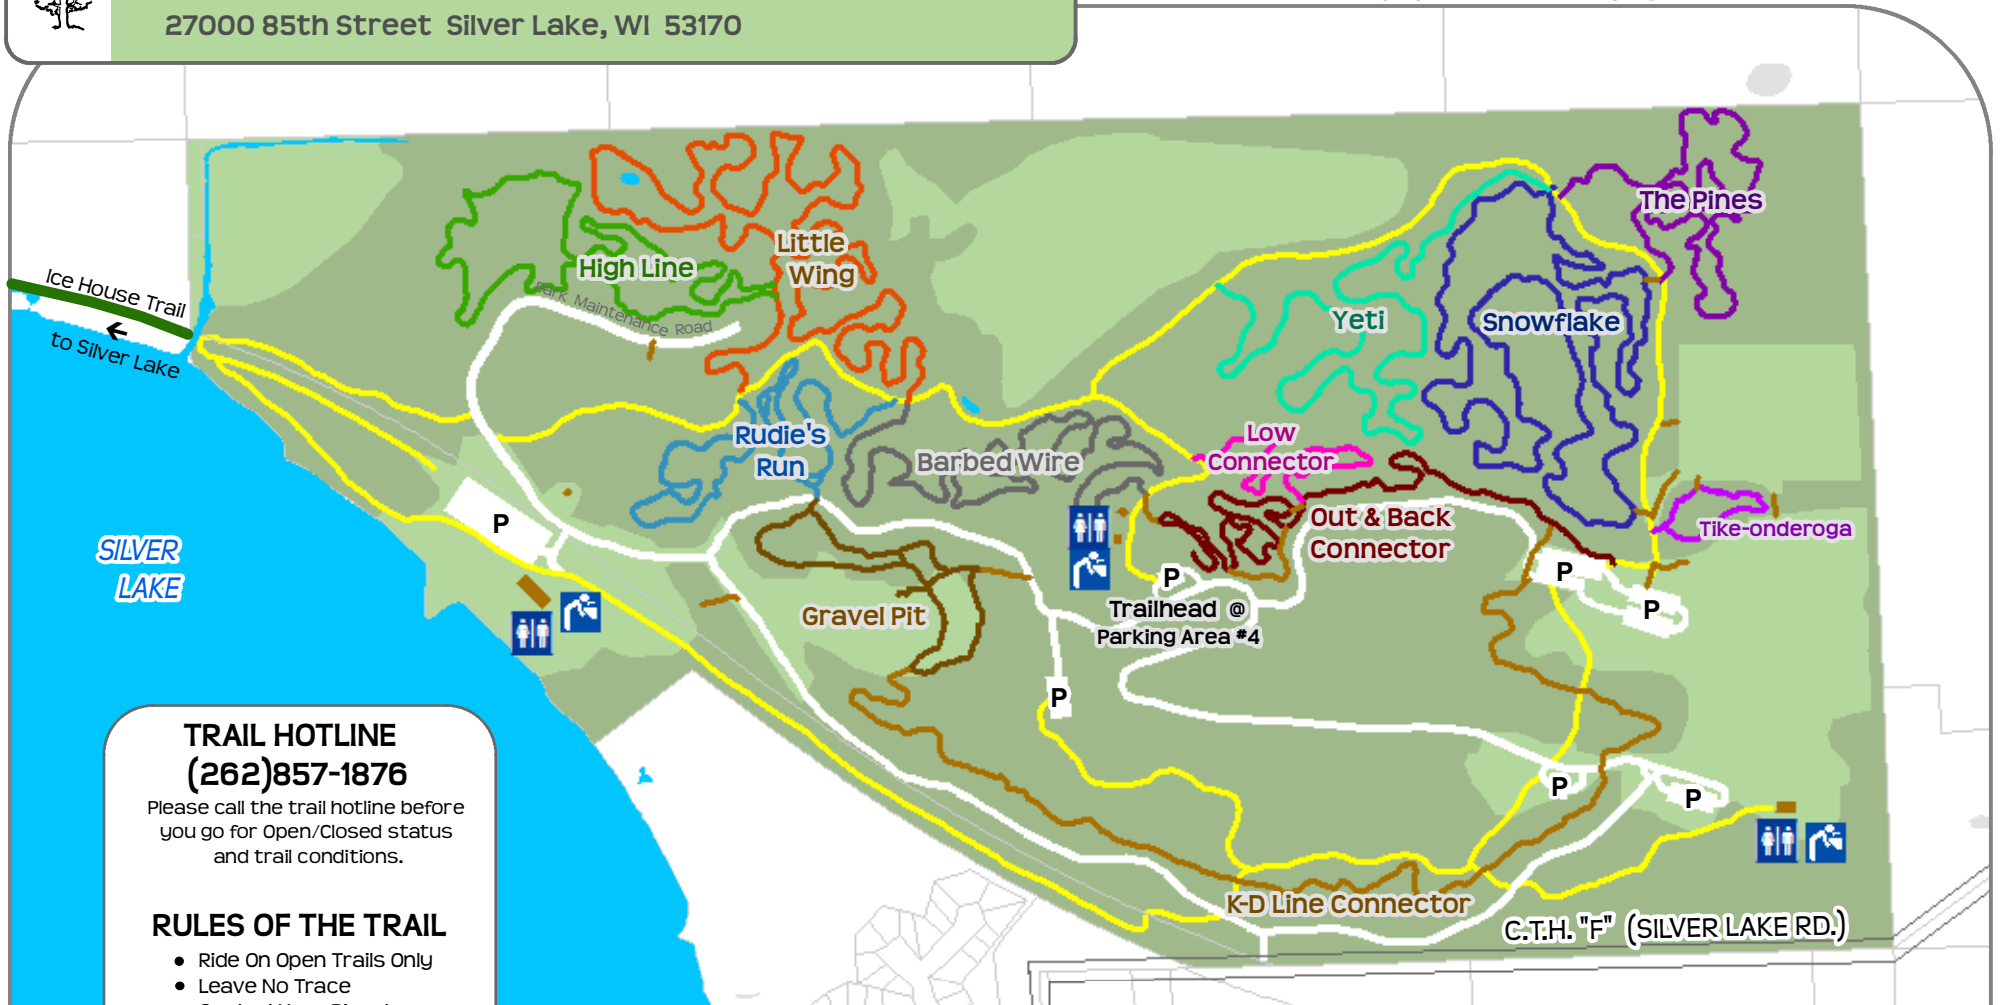 27000 85th Street  Silver Lake, WI  53170
The Pines
Little
Wing
High Line
Ice House Trail
Park Maintenance Road
to Silver Lake
Yeti
Snowflake
Rudie's
Run
Barbed Wire
Low
Connector
P
Out & Back
Connector
Tike-onderoga
SILVER
LAKE
P
P
Trailhead @
Parking Area #4
P
Gravel Pit
P
P
P
K-D Line Connector
C.T.H. "F" (SILVER LAKE RD.)
TRAIL HOTLINE
(262)857-1876
Please call the trail hotline before
you go for Open/Closed status
and trail conditions.
RULES OF THE TRAIL
• Ride On Open Trails Only
• Leave No Trace